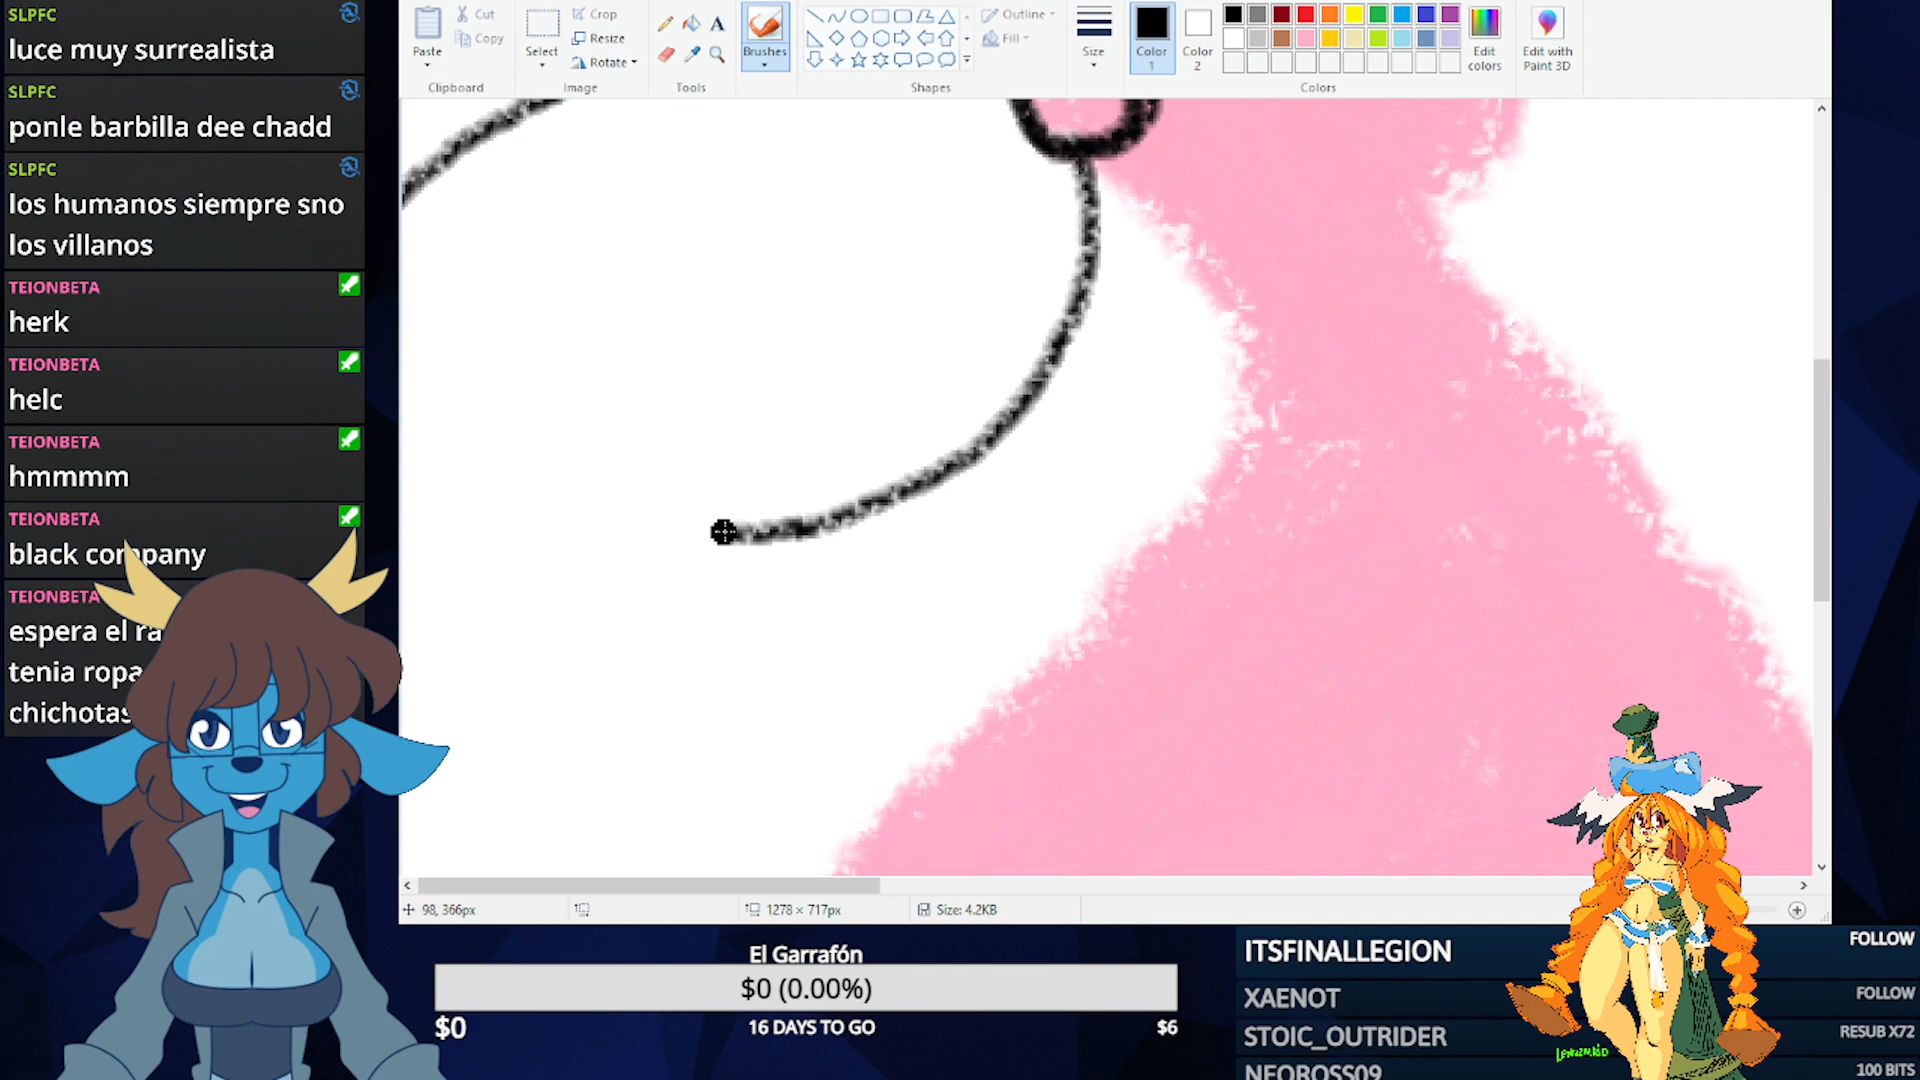 SLPFC
luce muy surrealista
SLPFC
ponle barbilla dee chadd
SLPFC
los humanos siempre sno
los villanos
TEIONBETA
herk
TEIONBETA
helc
TEIONBETA
hmmmm
TEIONBETA
black company
TEIONBETA
espera el
tenia ropa
chichotas
Paste
Cut
Copy
Clipboard
Select
Crop
Resize
Rotate
Image
A
Tools
Brushes
Shapes
Outline
Fill
Size
Color
1
Color
2
Colors
Edit
colors
Edit with
Paint 3D
98, 366px
1278 × 717px
Size: 4.2KB
El Garrafón
$0 (0.00%)
$0
16 DAYS TO GO
$6
ITSFINALLEGION FOLLOW
XAENOT FOLLOW
STOIC_OUTRIDER RESUB X72
NEOROSS09 100 BITS